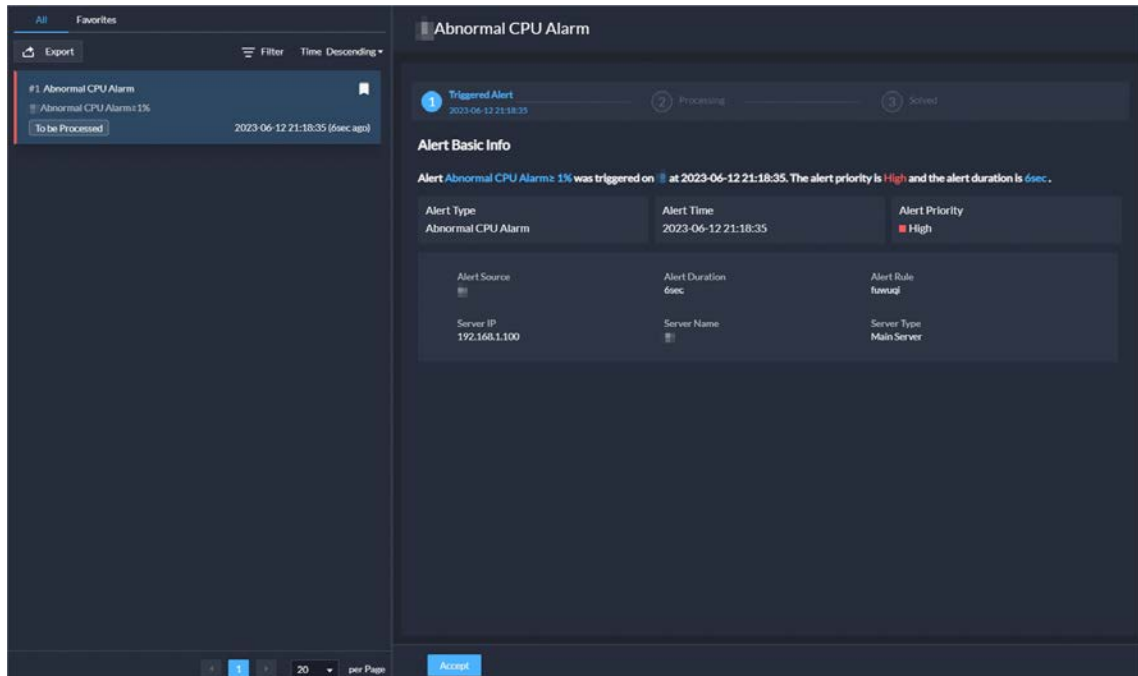 All Favorites
Export Filter Time Descending
#1 Abnormal CPU Alarm
Abnormal CPU Alarm≥1%
To be Processed 2023-06-12 21:18:35 (6sec ago)
1 20 per Page
Abnormal CPU Alarm
1 Triggered Alert 2 Processing 3 Solved
2023-06-12 21:18:35
Alert Basic Info
Alert Abnormal CPU Alarm≥ 1% was triggered on at 2023-06-12 21:18:35. The alert priority is High and the alert duration is 6sec .
Alert Type Alert Time Alert Priority
Abnormal CPU Alarm 2023-06-12 21:18:35 High
Alert Source Alert Duration Alert Rule
6sec fuwuqi
Server IP Server Name Server Type
192.168.1.100 Main Server
Accept